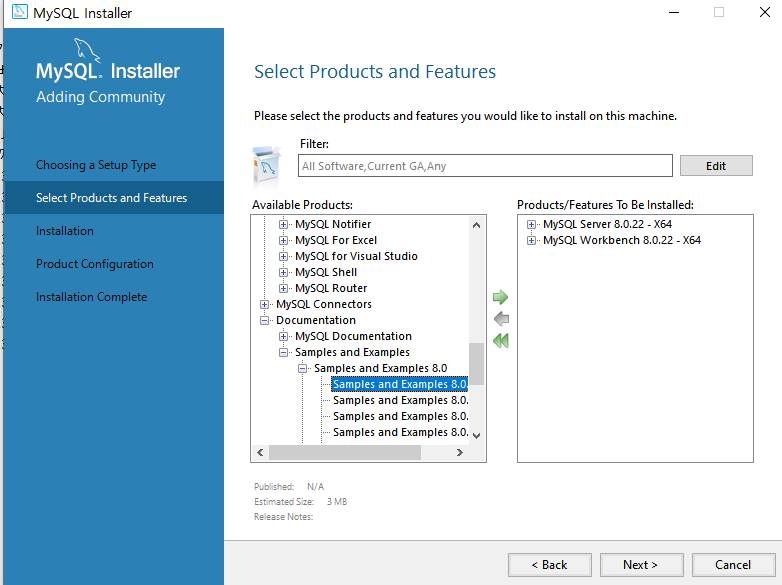 MySQL Installer
MySQL. Installer
Adding Community
Choosing a Setup Type
Select Products and Features
Installation
Product Configuration
Installation Complete
Select Products and Features
Please select the products and features you would like to install on this machine.
Filter:
All Software,Current GA,Any
Edit
Available Products:
MySQL Notifier
MySQL For Excel
MySQL for Visual Studio
MySQL Shell
MySQL Router
MySQL Connectors
Documentation
MySQL Documentation
Samples and Examples
Samples and Examples 8.0
Samples and Examples 8.0.
Samples and Examples 8.0.
Samples and Examples 8.0.
Samples and Examples 8.0.
Products/Features To Be Installed:
MySQL Server 8.0.22 - X64
MySQL Workbench 8.0.22 - X64
Published: N/A
Estimated Size: 3 MB
Release Notes:
< Back
Next >
Cancel